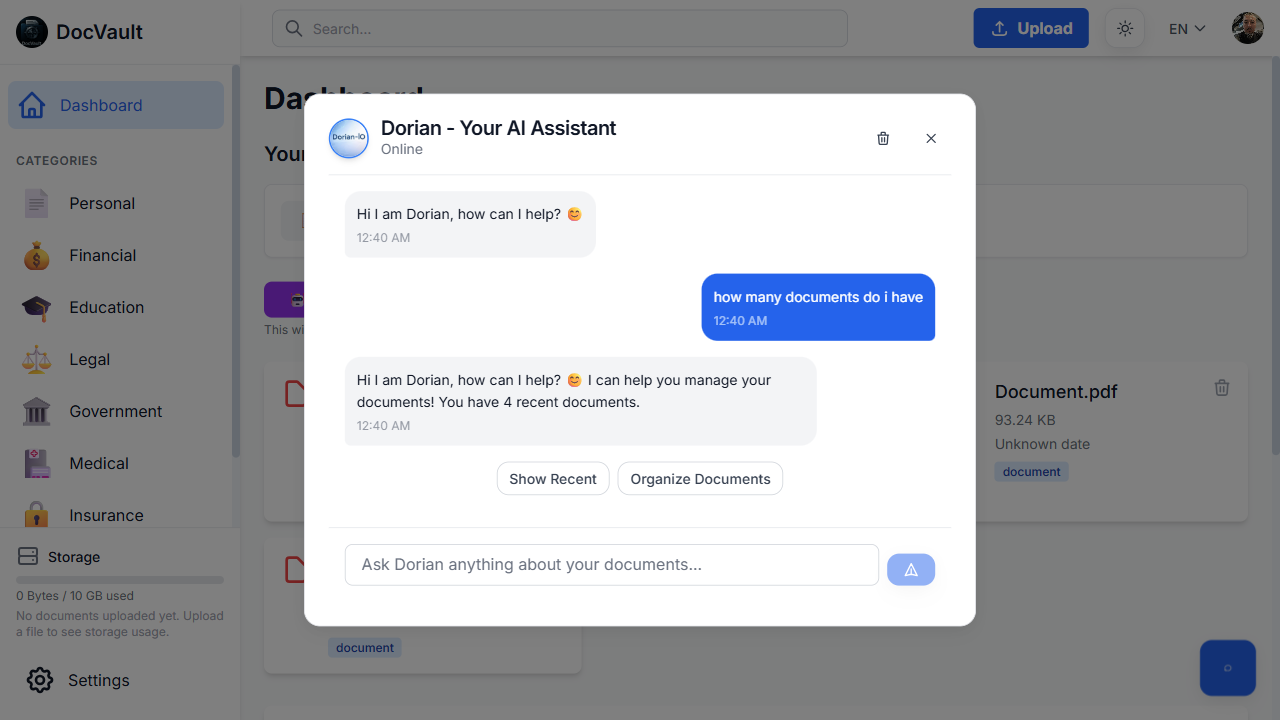 DocVault
Search...
Upload
EN
Dashboard
CATEGORIES
Personal
Financial
Education
Legal
Government
Medical
Insurance
Storage
0 Bytes / 10 GB used
No documents uploaded yet. Upload
a file to see storage usage.
Settings
Your
This wi
Dorian-IO
Dorian - Your AI Assistant
Online
Hi I am Dorian, how can I help? 😊
12:40 AM
how many documents do i have
12:40 AM
Hi I am Dorian, how can I help? 😊 I can help you manage your
documents! You have 4 recent documents.
12:40 AM
Show Recent
Organize Documents
Ask Dorian anything about your documents...
Document.pdf
93.24 KB
Unknown date
document
document